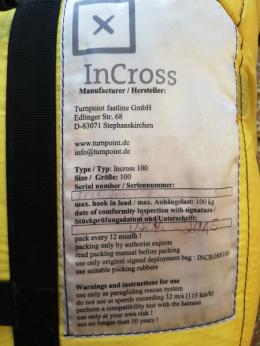 InCross
Manufacturer / Hersteller:
Turnpoint fastline GmbH
Edlinger Str. 68
D-83071 Stephanskirchen
www.turnpoint.de
info@turnpoint.de
Type / Typ: Incross 100
Size / Größe: 100
Serial number / Seriennummer:
max. hook in load / max. Anhängelast: 100 kg
date of comformity inspection with signature /
Stückprüfungsdatum und Unterschrift:
pack every 12 month !
packing only by authorist experts
read packing manual before packing
use only original signed deployment bag : INCROSS100
use suitable packing rubbers
Warnings and instructions for use
use only as paragliding rescue system
do not use at speeds exceeding 32 m/s (115 km/h)
perform a compatibility test with the harness
use only at your own risk !
use no longer than 10 years !